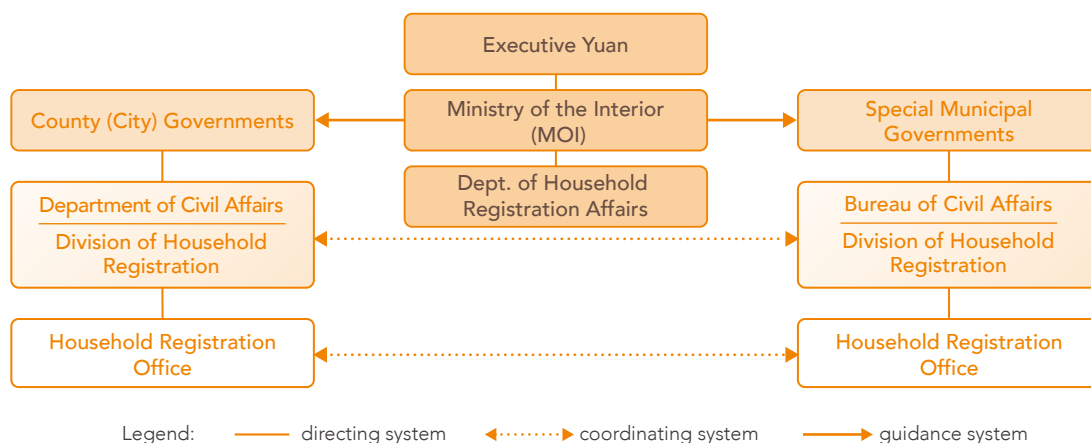 Executive Yuan
County (City) Governments
Ministry of the Interior
(MOI)
Special Municipal
Governments
Dept. of Household
Registration Affairs
Department of Civil Affairs
Division of Household
Registration
Bureau of Civil Affairs
Division of Household
Registration
Household Registration
Office
Household Registration
Office
Legend: directing system coordinating system guidance system